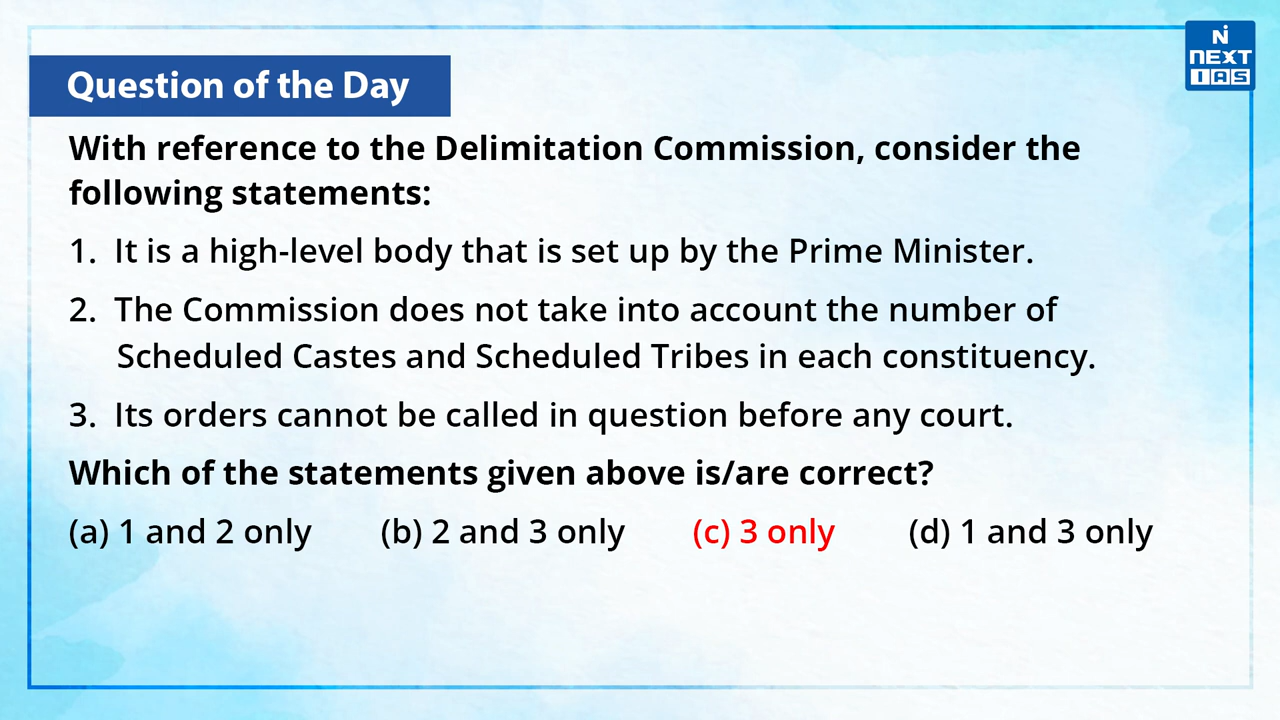 NEXT
IAS
Question of the Day
With reference to the Delimitation Commission, consider the
following statements:
1. It is a high-level body that is set up by the Prime Minister.
2. The Commission does not take into account the number of
Scheduled Castes and Scheduled Tribes in each constituency.
3. Its orders cannot be called in question before any court.
Which of the statements given above is/are correct?
(a) 1 and 2 only (b) 2 and 3 only (c) 3 only (d) 1 and 3 only